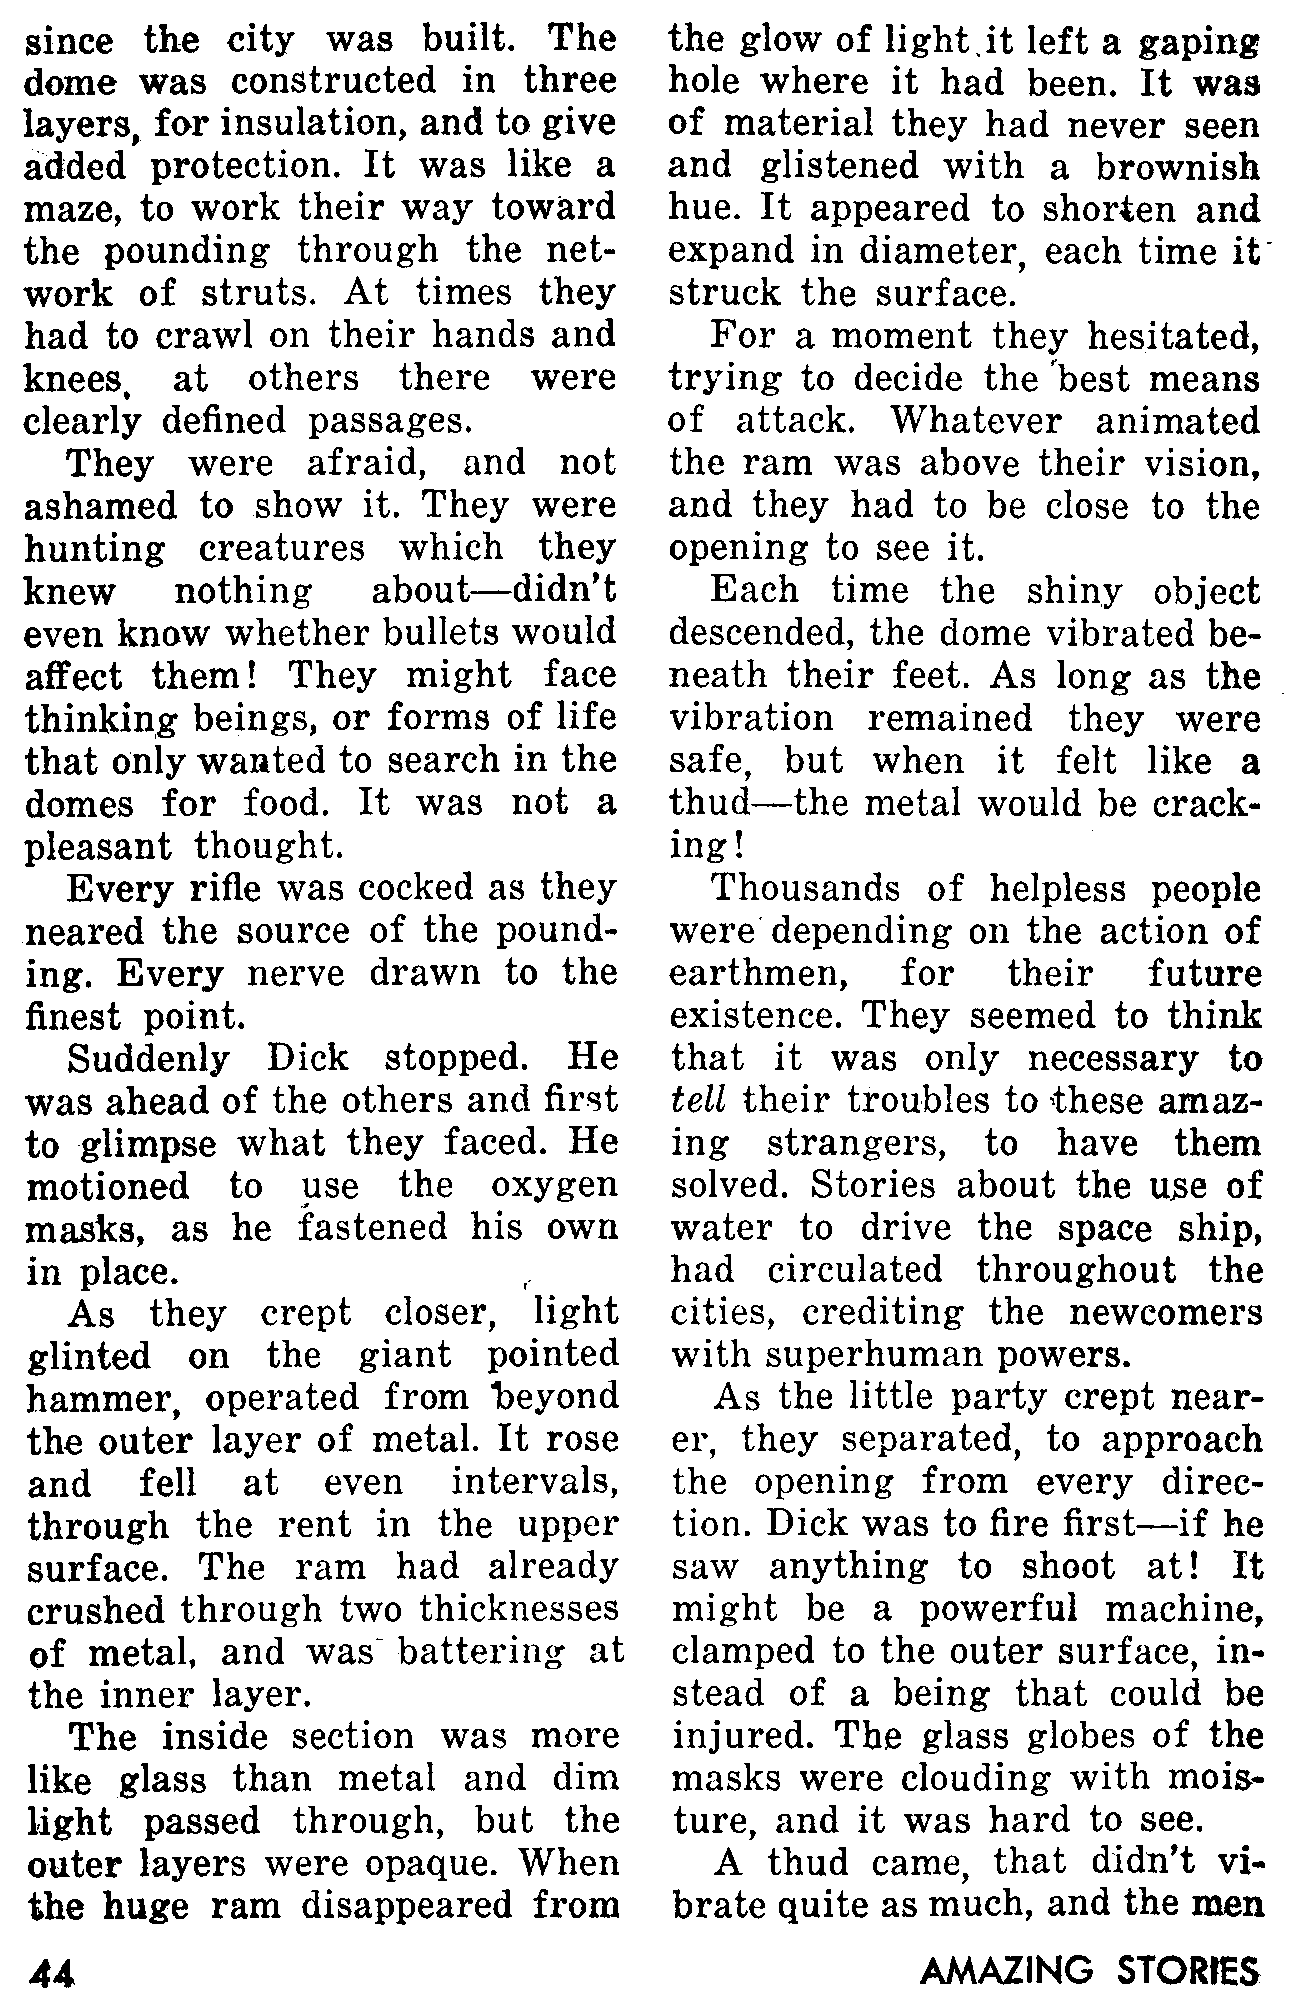 since the city was built. The
dome was constructed in three
layers, for insulation, and to give
added protection. It was like a
maze, to work their way toward
the pounding through the net-
work of struts. At times they
had to crawl on their hands and
knees, at others there were
clearly defined passages.
They were afraid, and not
ashamed to show it. They were
hunting creatures which they
knew nothing about—didn't
even know whether bullets would
affect them! They might face
thinking beings, or forms of life
that only wanted to search in the
domes for food. It was not a
pleasant thought.
Every rifle was cocked as they
neared the source of the pound-
ing. Every nerve drawn to the
finest point.
Suddenly Dick stopped. He
was ahead of the others and first
to glimpse what they faced. He
motioned to use the oxygen
masks, as he fastened his own
in place.
As they crept closer, light
glinted on the giant pointed
hammer, operated from beyond
the outer layer of metal. It rose
and fell at even intervals,
through the rent in the upper
surface. The ram had already
crushed through two thicknesses
of metal, and was battering at
the inner layer.
The inside section was more
like glass than metal and dim
light passed through, but the
outer layers were opaque. When
the huge ram disappeared from
the glow of light it left a gaping
hole where it had been. It was
of material they had never seen
and glistened with a brownish
hue. It appeared to shorten and
expand in diameter, each time it
struck the surface.
For a moment they hesitated,
trying to decide the best means
of attack. Whatever animated
the ram was above their vision,
and they had to be close to the
opening to see it.
Each time the shiny object
descended, the dome vibrated be-
neath their feet. As long as the
vibration remained they were
safe, but when it felt like a
thud—the metal would be crack-
ing!
Thousands of helpless people
were depending on the action of
earthmen, for their future
existence. They seemed to think
that it was only necessary to
tell their troubles to these amaz-
ing strangers, to have them
solved. Stories about the use of
water to drive the space ship,
had circulated throughout the
cities, crediting the newcomers
with superhuman powers.
As the little party crept near-
er, they separated, to approach
the opening from every direc-
tion. Dick was to fire first—if he
saw anything to shoot at! It
might be a powerful machine,
clamped to the outer surface, in-
stead of a being that could be
injured. The glass globes of the
masks were clouding with mois-
ture, and it was hard to see.
A thud came, that didn't vi-
brate quite as much, and the men
44
AMAZING STORIES